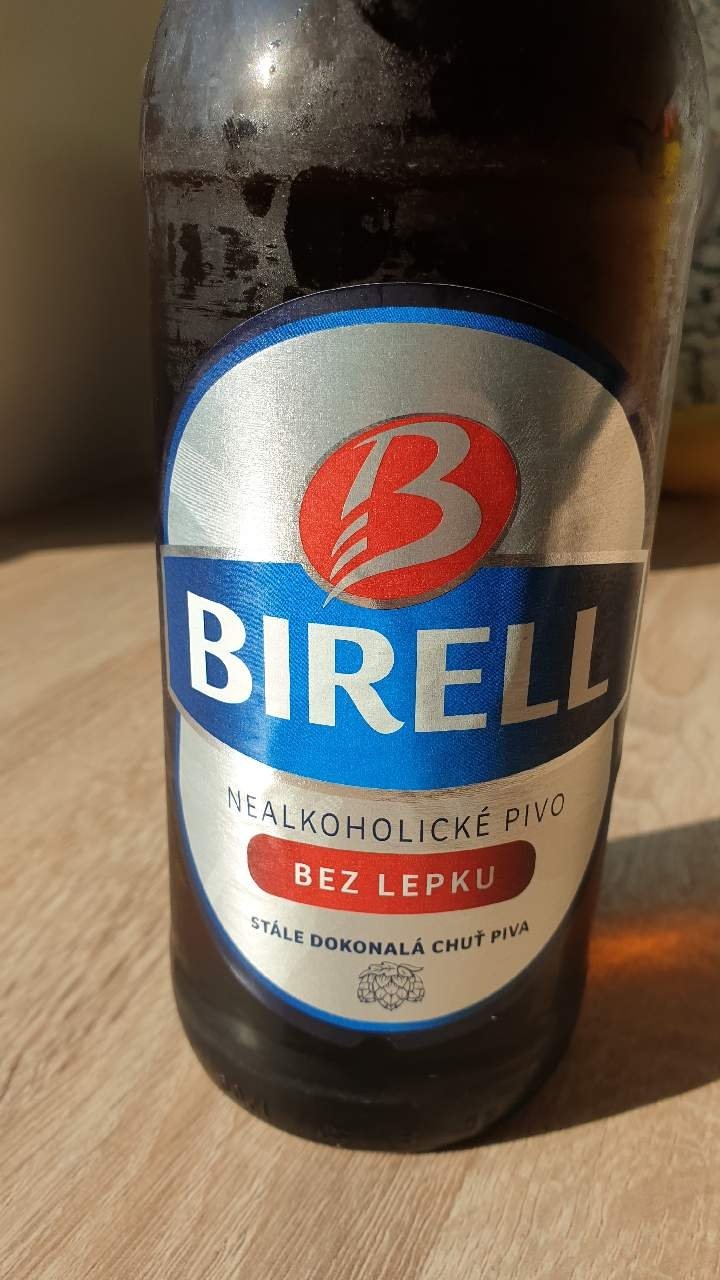 B
BIRELL
NEALKOHOLICKÉ PIVO
BEZ LEPKU
STÁLE DOKONALÁ CHUŤ PIVA